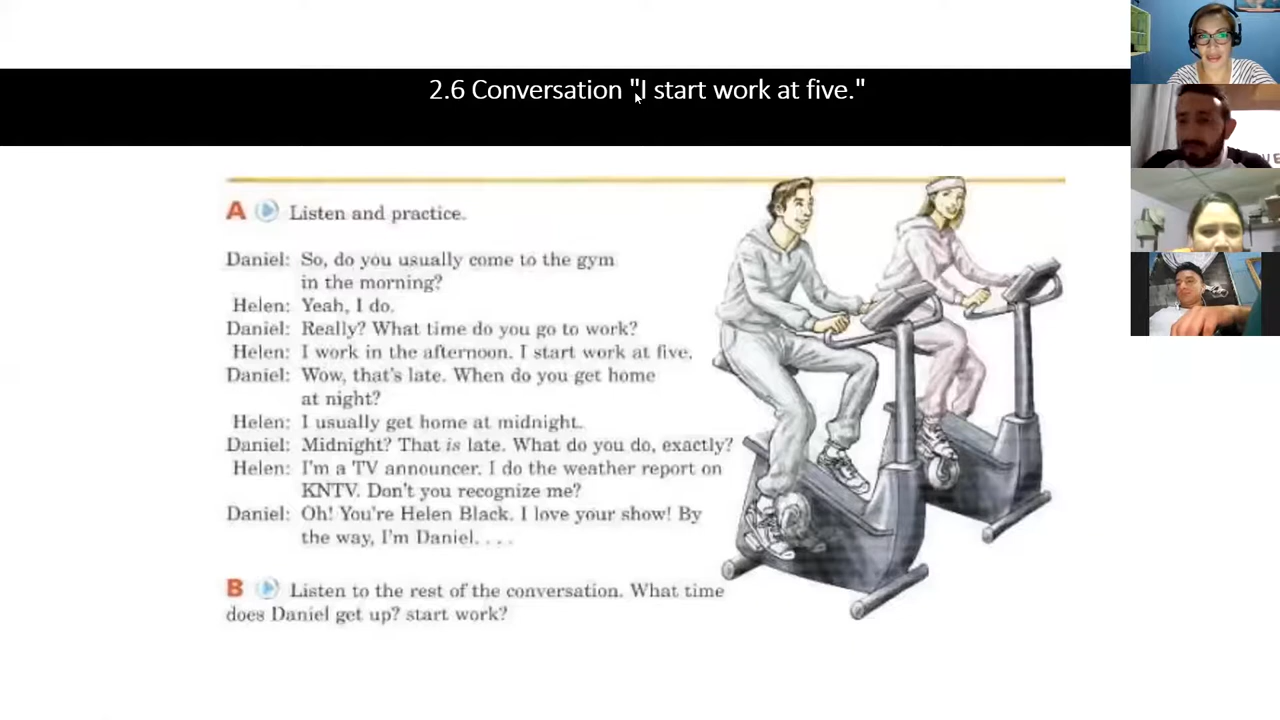 2.6 Conversation "I start work at five."
A Listen and practice.
Daniel: So, do you usually come to the gym
in the morning?
Helen: Yeah, I do.
Daniel: Really? What time do you go to work?
Helen: I work in the afternoon. I start work at five.
Daniel: Wow, that's late. When do you get home
at night?
Helen: I usually get home at midnight.
Daniel: Midnight? That is late. What do you do, exactly?
Helen: I'm a TV announcer. I do the weather report on
KNTV. Don't you recognize me?
Daniel: Oh! You're Helen Black. I love your show! By
the way, I'm Daniel. . . .
B Listen to the rest of the conversation. What time
does Daniel get up? start work?